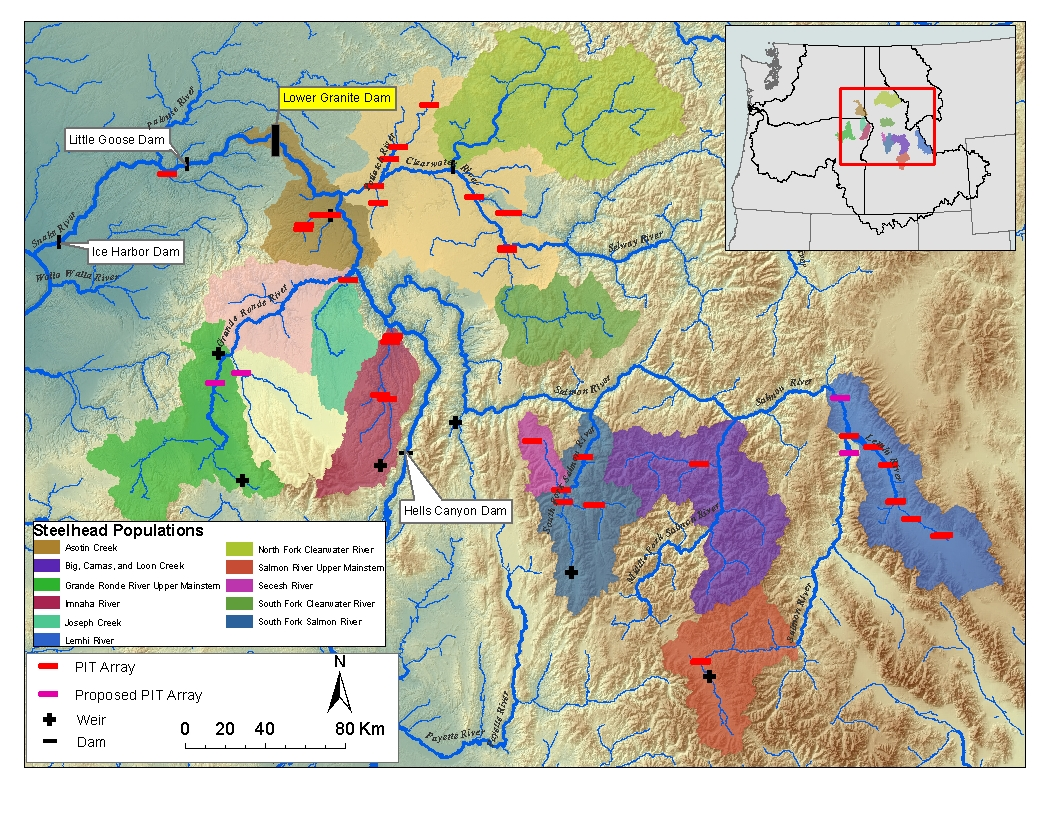 Lower Granite Dam
Palouse River
Little Goose Dam
Potlatch River
Clearwater River
Snake River
Ice Harbor Dam
Selway River
Walla Walla River
Grande Ronde River
Salmon River
Salmon River
Lemhi River
South Fork Salmon River
Hells Canyon Dam
Middle Fork Salmon River
Salmon River
Payette River
Payette River
Steelhead Populations
Asotin Creek
Big, Camas, and Loon Creek
Grande Ronde River Upper Mainstem
Imnaha River
Joseph Creek
Lemhi River
North Fork Clearwater River
Salmon River Upper Mainstem
Secesh River
South Fork Clearwater River
South Fork Salmon River
PIT Array
Proposed PIT Array
Weir
Dam
N
0 20 40 80 Km